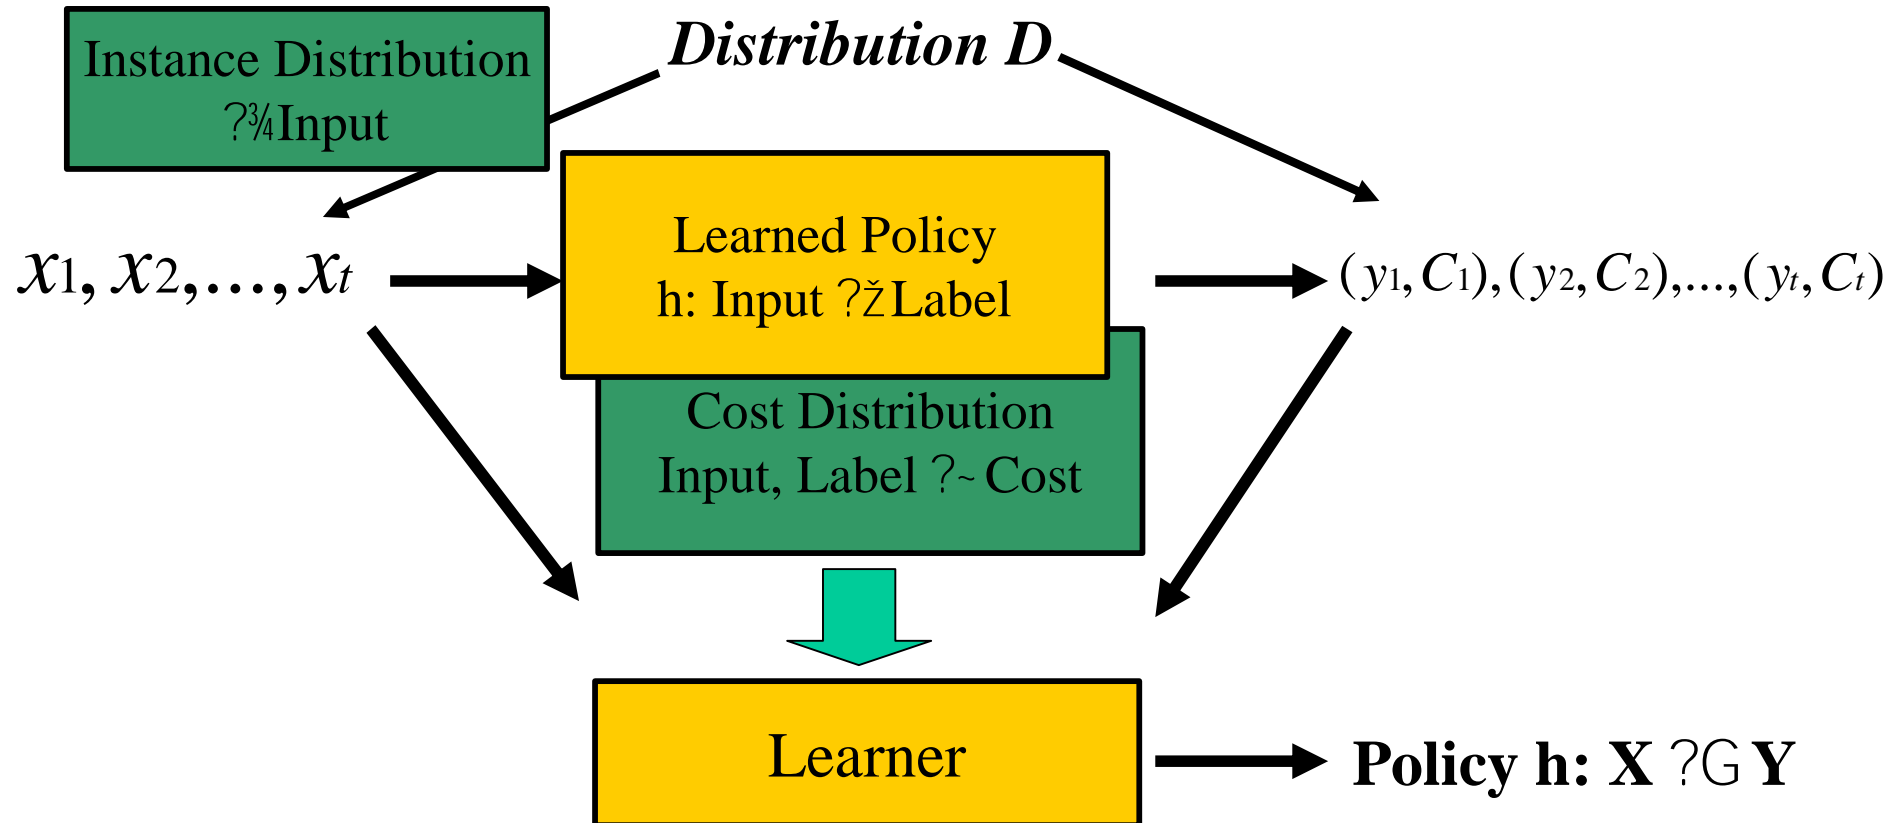 Instance Distribution
?¾Input
Distribution D
Learned Policy
h: Input ?žLabel
x1, x2,..., xt
(y1,C1),(y2,C2),...,(yt,Ct)
Cost Distribution
Input, Label ?~ Cost
Learner
Policy h: X ?G Y